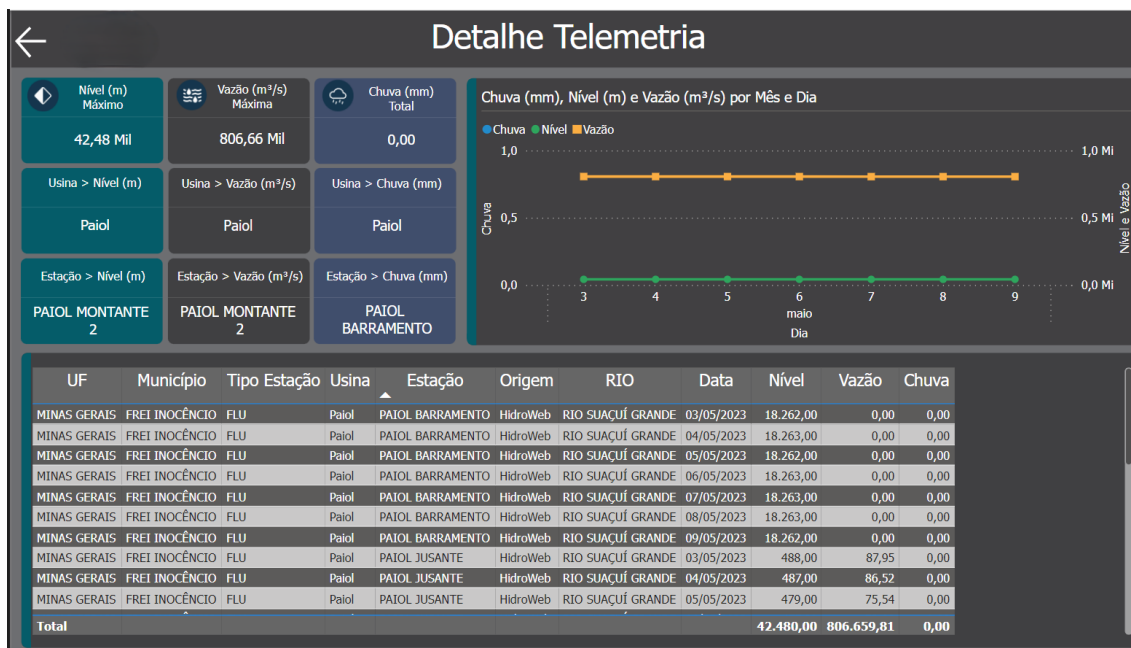 Detalhe Telemetria
Nível (m)
Máximo
42,48 Mil
Vazão (m³/s)
Máxima
806,66 Mil
Chuva (mm)
Total
0,00
Usina > Nível (m)
Paiol
Usina > Vazão (m³/s)
Paiol
Usina > Chuva (mm)
Paiol
Estação > Nível (m)
PAIOL MONTANTE
2
Estação > Vazão (m³/s)
PAIOL MONTANTE
2
Estação > Chuva (mm)
PAIOL
BARRAMENTO
Chuva (mm), Nível (m) e Vazão (m³/s) por Mês e Dia
Chuva Nível Vazão
1,0 1,0 Mi
0,5 0,5 Mi
0,0 0,0 Mi
Chuva
Nível e Vazão
3 4 5 6 7 8 9
maio
Dia
UF Município Tipo Estação Usina Estação Origem RIO Data Nível Vazão Chuva
MINAS GERAIS FREI INOCÊNCIO FLU Paiol PAIOL BARRAMENTO HidroWeb RIO SUAÇUÍ GRANDE 03/05/2023 18.262,00 0,00 0,00
MINAS GERAIS FREI INOCÊNCIO FLU Paiol PAIOL BARRAMENTO HidroWeb RIO SUAÇUÍ GRANDE 04/05/2023 18.263,00 0,00 0,00
MINAS GERAIS FREI INOCÊNCIO FLU Paiol PAIOL BARRAMENTO HidroWeb RIO SUAÇUÍ GRANDE 05/05/2023 18.262,00 0,00 0,00
MINAS GERAIS FREI INOCÊNCIO FLU Paiol PAIOL BARRAMENTO HidroWeb RIO SUAÇUÍ GRANDE 06/05/2023 18.263,00 0,00 0,00
MINAS GERAIS FREI INOCÊNCIO FLU Paiol PAIOL BARRAMENTO HidroWeb RIO SUAÇUÍ GRANDE 07/05/2023 18.263,00 0,00 0,00
MINAS GERAIS FREI INOCÊNCIO FLU Paiol PAIOL BARRAMENTO HidroWeb RIO SUAÇUÍ GRANDE 08/05/2023 18.263,00 0,00 0,00
MINAS GERAIS FREI INOCÊNCIO FLU Paiol PAIOL BARRAMENTO HidroWeb RIO SUAÇUÍ GRANDE 09/05/2023 18.262,00 0,00 0,00
MINAS GERAIS FREI INOCÊNCIO FLU Paiol PAIOL JUSANTE HidroWeb RIO SUAÇUÍ GRANDE 03/05/2023 488,00 87,95 0,00
MINAS GERAIS FREI INOCÊNCIO FLU Paiol PAIOL JUSANTE HidroWeb RIO SUAÇUÍ GRANDE 04/05/2023 487,00 86,52 0,00
MINAS GERAIS FREI INOCÊNCIO FLU Paiol PAIOL JUSANTE HidroWeb RIO SUAÇUÍ GRANDE 05/05/2023 479,00 75,54 0,00
Total 42.480,00 806.659,81 0,00